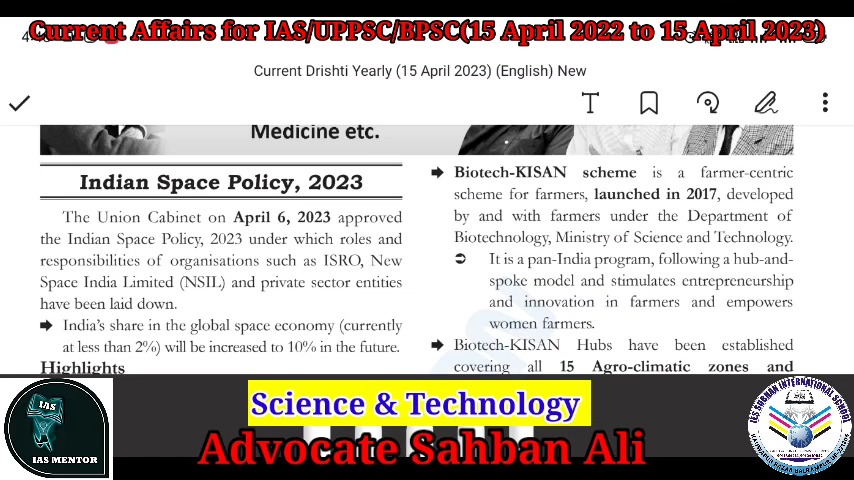 Current Affairs for IAS/UPPSC/BPSC(15 April 2022 to 15 April 2023)
Current Drishti Yearly (15 April 2023) (English) New
Medicine etc.
Indian Space Policy, 2023
The Union Cabinet on April 6, 2023 approved
the Indian Space Policy, 2023 under which roles and
responsibilities of organisations such as ISRO, New
Space India Limited (NSIL) and private sector entities
have been laid down.
India's share in the global space economy (currently
at less than 2%) will be increased to 10% in the future.
Highlights
Biotech-KISAN scheme is a farmer-centric
scheme for farmers, launched in 2017, developed
by and with farmers under the Department of
Biotechnology, Ministry of Science and Technology.
It is a pan-India program, following a hub-and-
spoke model and stimulates entrepreneurship
and innovation in farmers and empowers
women farmers.
Biotech-KISAN Hubs have been established
covering all 15 Agro-climatic zones and
Science & Technology
Advocate Sahban Ali
IAS
IAS MENTOR